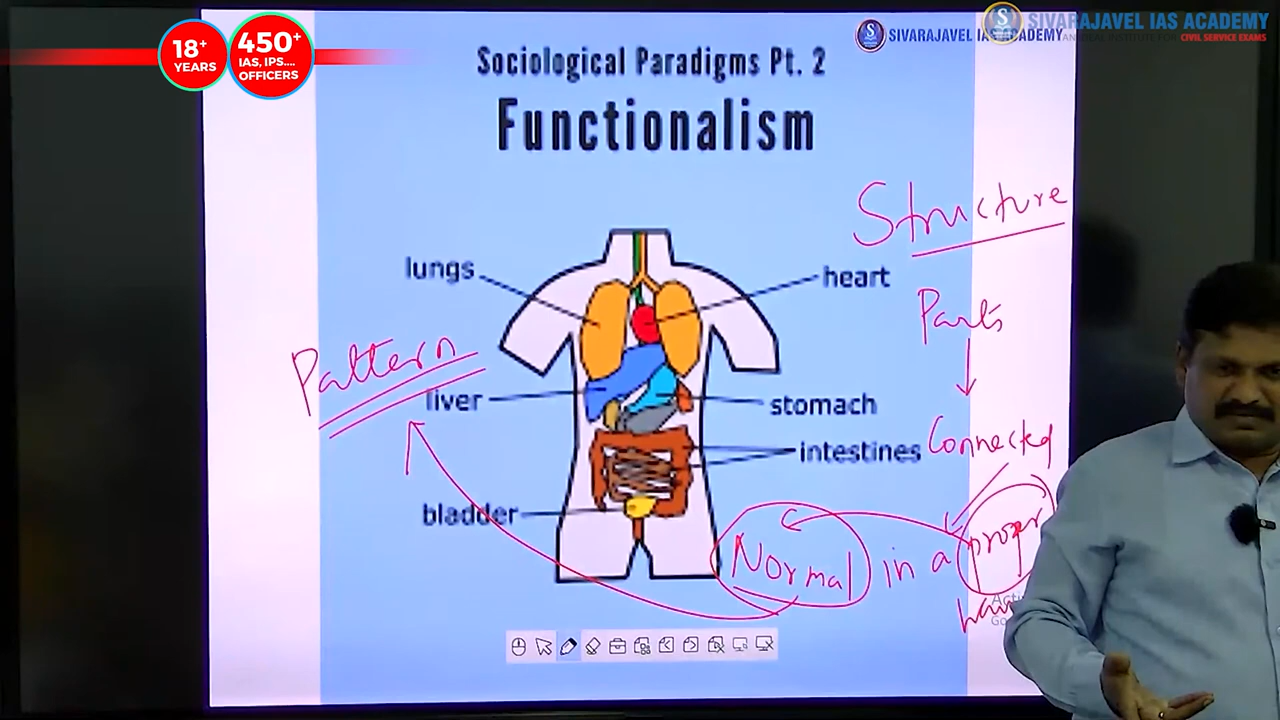 18+
YEARS
450+
IAS, IPS....
OFFICERS
SIVARAJAVEL IAS ACADEMY
SIVARAJAVEL IAS ACADEMY
CIVIL SERVICE EXAMS
Sociological Paradigms Pt. 2
Functionalism
Structure
lungs
heart
Parts
Pattern
liver
stomach
intestines
Connected
bladder
Normal in a proper